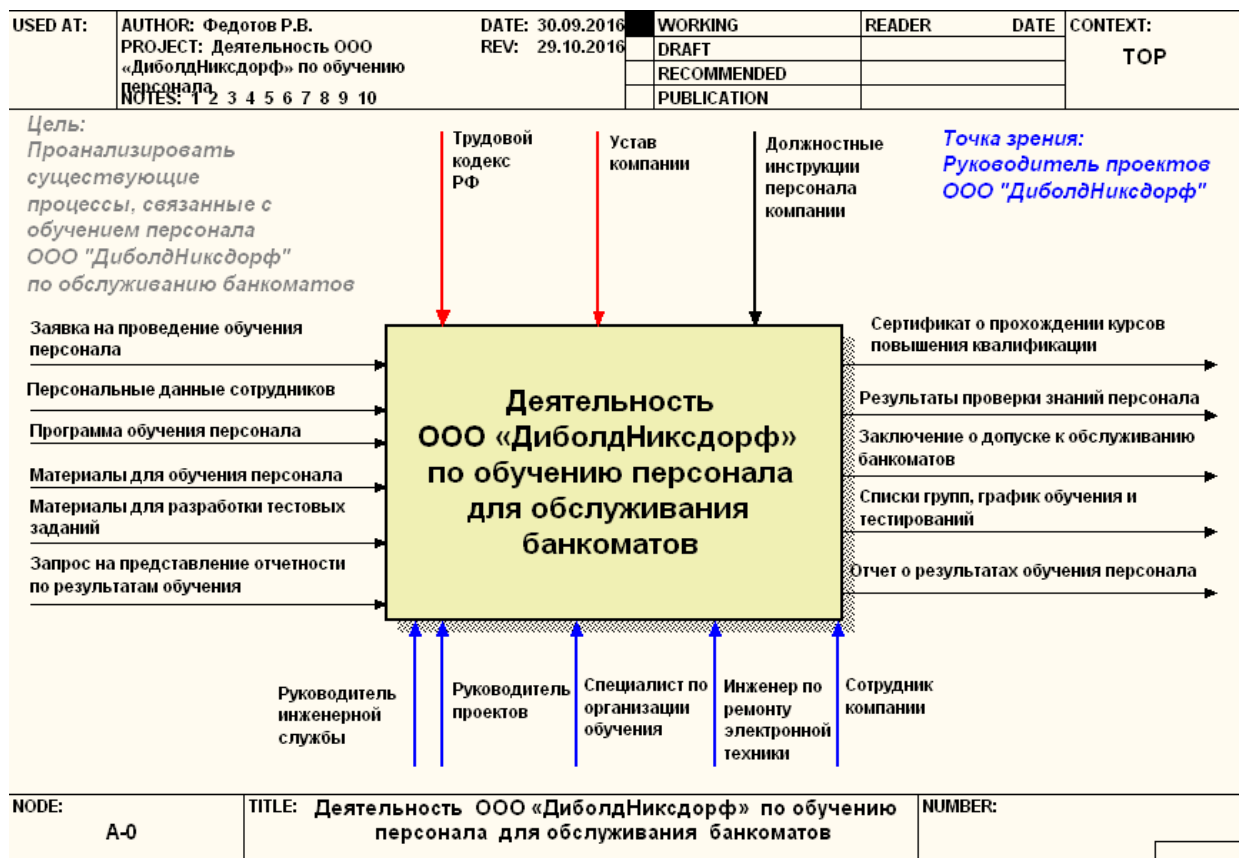 USED AT:
AUTHOR: Федотов Р.В.
DATE: 30.09.2016
PROJECT: Деятельность ООО
«ДиболдНиксдорф» по обучению
персонала
REV: 29.10.2016
NOTES: 1 2 3 4 5 6 7 8 9 10
WORKING
DRAFT
RECOMMENDED
PUBLICATION
READER
DATE
CONTEXT:
TOP
Цель:
Проанализировать
существующие
процессы, связанные с
обучением персонала
ООО "ДиболдНиксдорф"
по обслуживанию банкоматов
Трудовой
кодекс
РФ
Устав
компании
Должностные
инструкции
персонала
компании
Точка зрения:
Руководитель проектов
ООО "ДиболдНиксдорф"
Заявка на проведение обучения
персонала
Персональные данные сотрудников
Программа обучения персонала
Материалы для обучения персонала
Материалы для разработки тестовых
заданий
Запрос на представление отчетности
по результатам обучения
Деятельность
ООО «ДиболдНиксдорф»
по обучению персонала
для обслуживания
банкоматов
Сертификат о прохождении курсов
повышения квалификации
Результаты проверки знаний персонала
Заключение о допуске к обслуживанию
банкоматов
Списки групп, график обучения и
тестирований
Отчет о результатах обучения персонала
Руководитель
инженерной
службы
Руководитель
проектов
Специалист по
организации
обучения
Инженер по
ремонту
электронной
техники
Сотрудник
компании
NODE:
A-0
TITLE: Деятельность ООО «ДиболдНиксдорф» по обучению
персонала для обслуживания банкоматов
NUMBER: